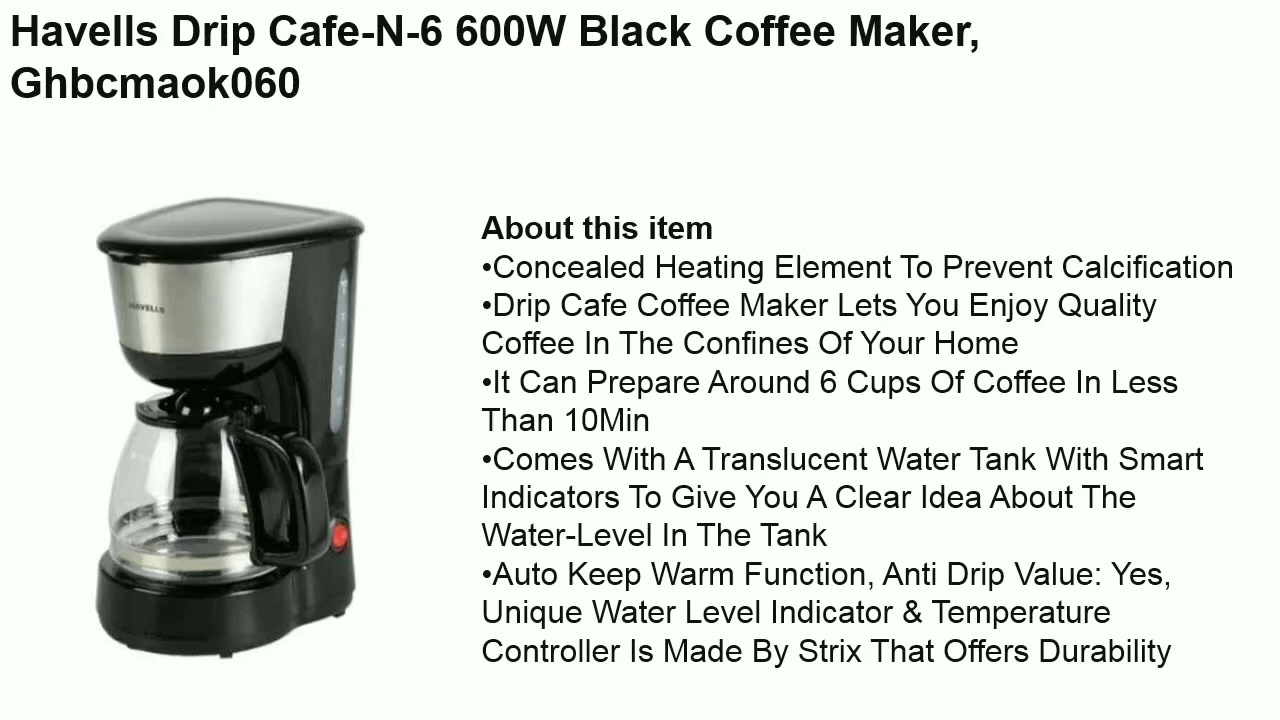 Havells Drip Cafe-N-6 600W Black Coffee Maker,
Ghbcmaok060
HAVELLS
About this item
•Concealed Heating Element To Prevent Calcification
•Drip Cafe Coffee Maker Lets You Enjoy Quality
Coffee In The Confines Of Your Home
•It Can Prepare Around 6 Cups Of Coffee In Less
Than 10Min
•Comes With A Translucent Water Tank With Smart
Indicators To Give You A Clear Idea About The
Water-Level In The Tank
•Auto Keep Warm Function, Anti Drip Value: Yes,
Unique Water Level Indicator & Temperature
Controller Is Made By Strix That Offers Durability